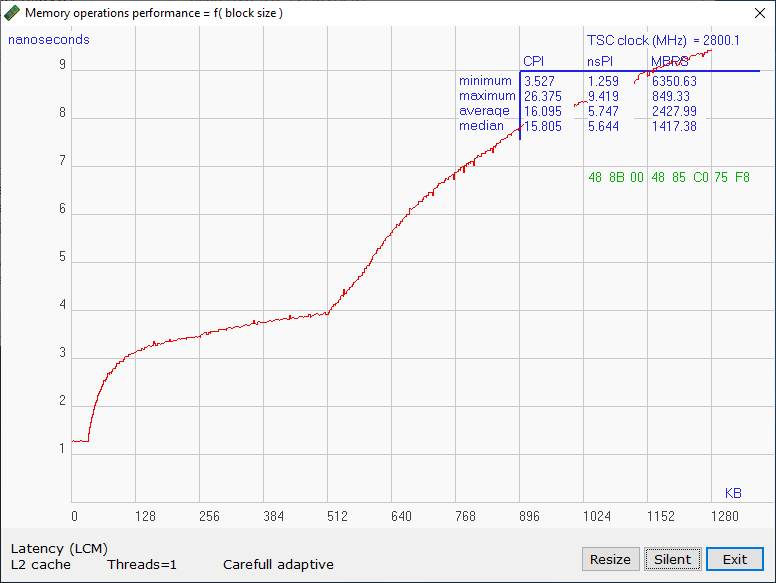 Memory operations performance = f( block size )
nanoseconds
TSC clock (MHz) = 2800.1
CPI nsPI MBPS
minimum 3.527 1.259 6350.63
maximum 26.375 9.419 849.33
average 16.095 5.747 2427.99
median 15.805 5.644 1417.38
48 8B 00 48 85 C0 75 F8
9
8
7
6
5
4
3
2
1
KB
0 128 256 384 512 640 768 896 1024 1152 1280
Latency (LCM)
L2 cache Threads=1 Carefull adaptive
Resize Silent Exit